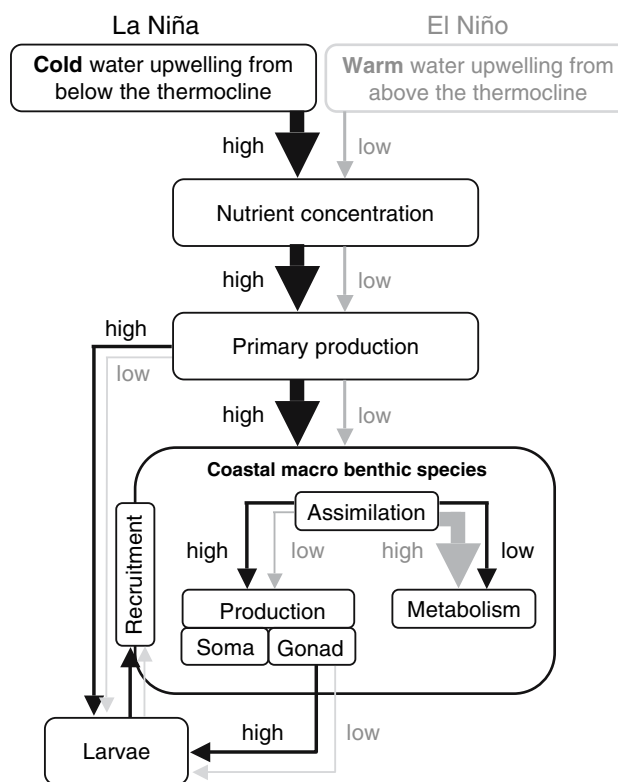 La Niña
El Niño
Cold water upwelling from
below the thermocline
Warm water upwelling from
above the thermocline
high
low
Nutrient concentration
high
low
high
Primary production
low
high
low
Coastal macro benthic species
Assimilation
Recruitment
high
low
high
low
Production
Metabolism
Soma
Gonad
high
low
Larvae